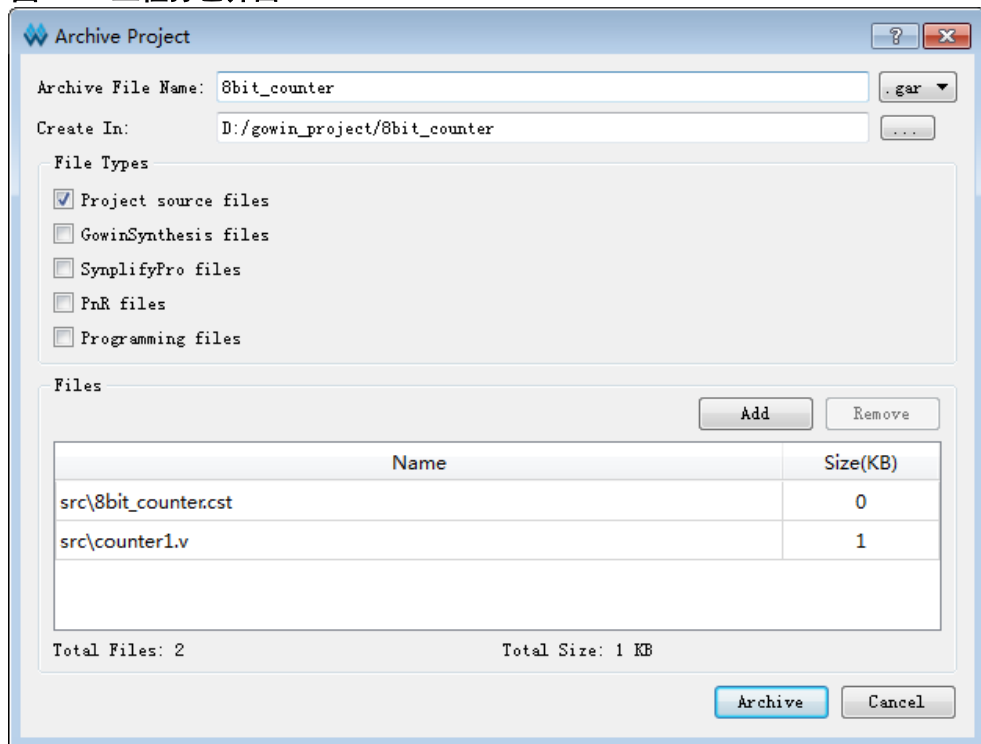 Archive Project
Archive File Name: 8bit_counter .gar
Create In: D:/gowin_project/8bit_counter ...
File Types
Project source files
GowinSynthesis files
SynplifyPro files
PnR files
Programming files
Files
Add Remove
Name Size(KB)
src\8bit_counter.cst 0
src\counter1.v 1
Total Files: 2 Total Size: 1 KB
Archive Cancel